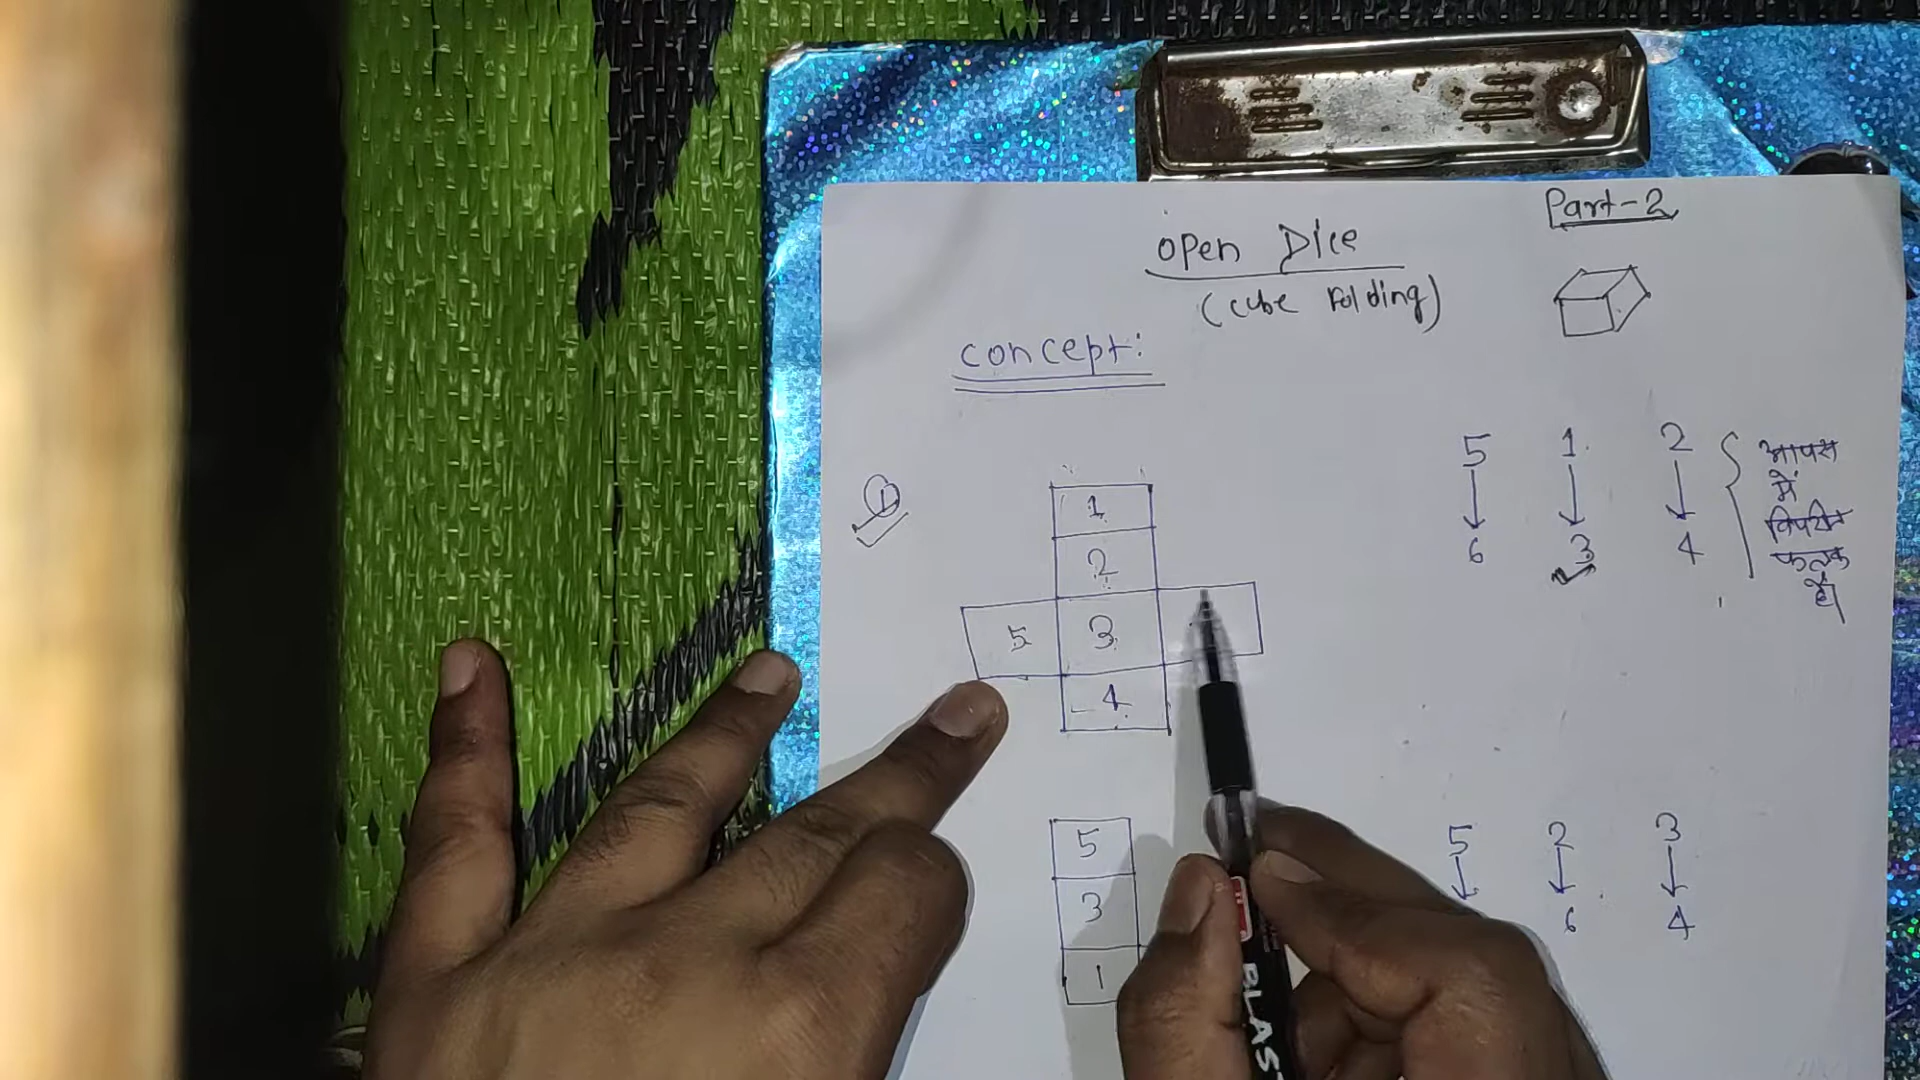 Part-2
open Dice
(cube Folding)
concept:
①
1
2
5 3
4
5 1 2
6 3 4
आपस
में
विपरीत
फलक
हैं।
5
3
1
5 2 3
6 4
BLAS